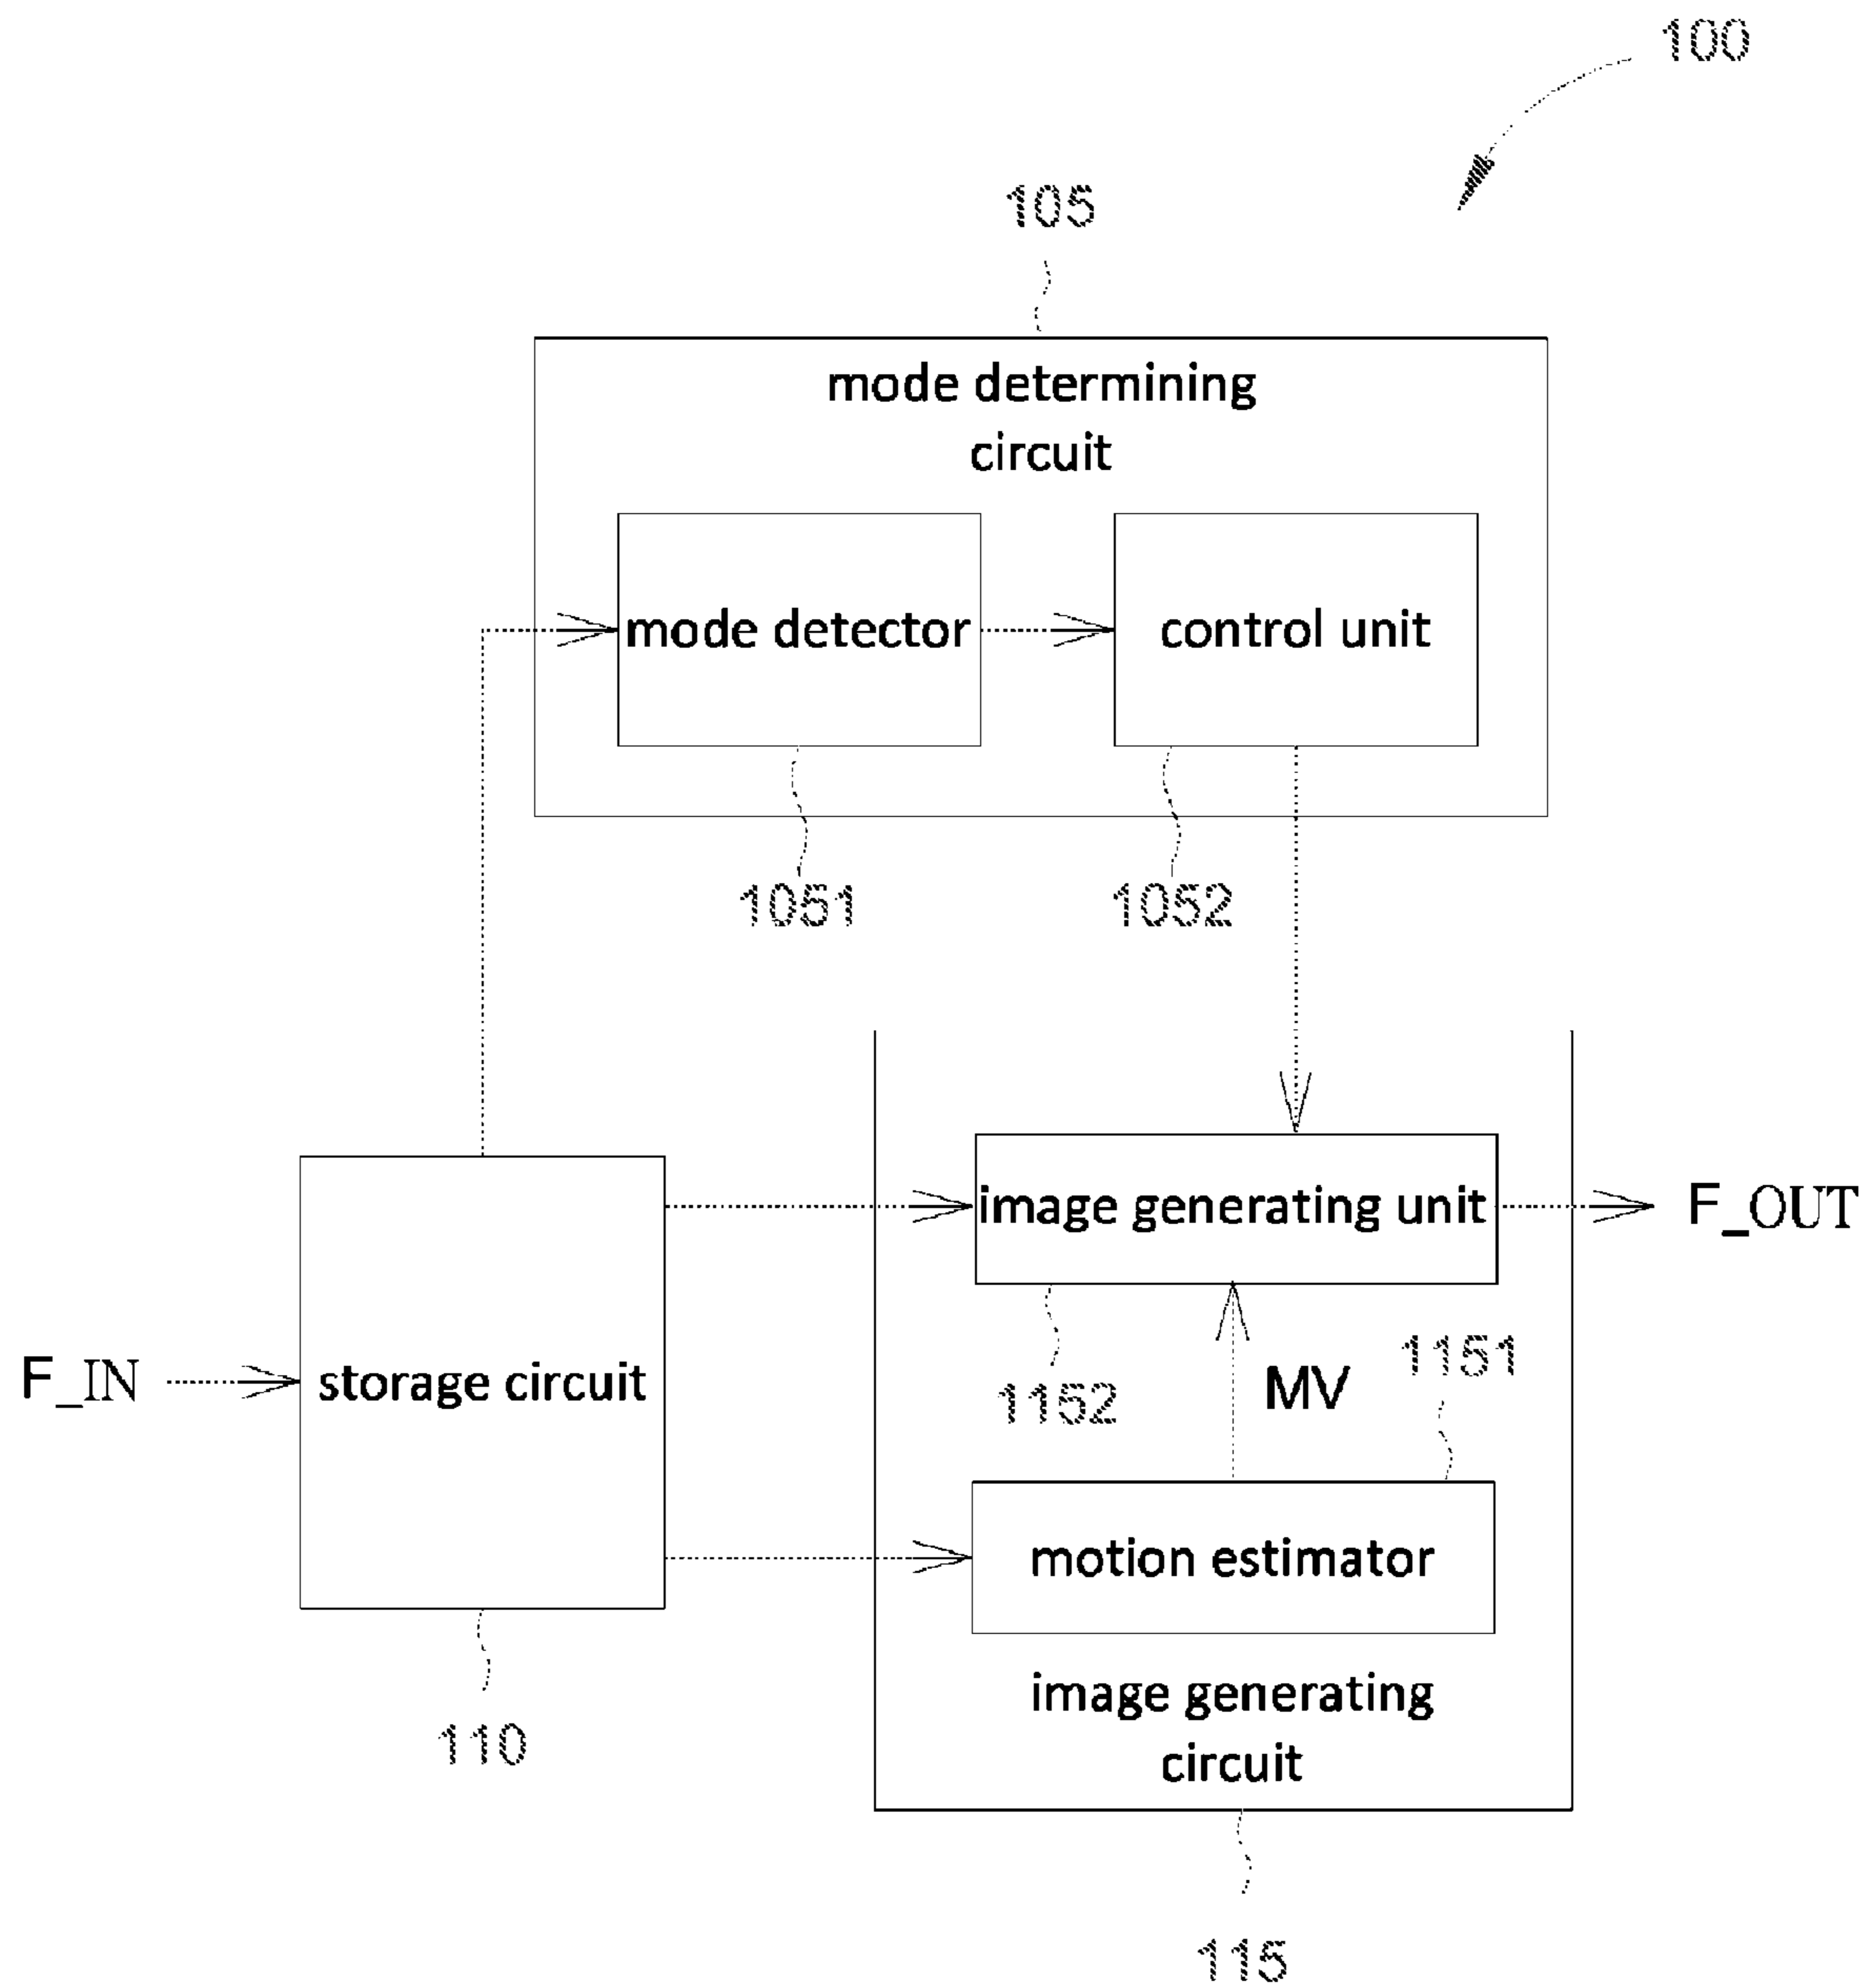 100
105
mode determining
circuit
mode detector
control unit
1051
1052
image generating unit
F_OUT
F_IN
storage circuit
1152
MV
1151
motion estimator
image generating
circuit
110
115